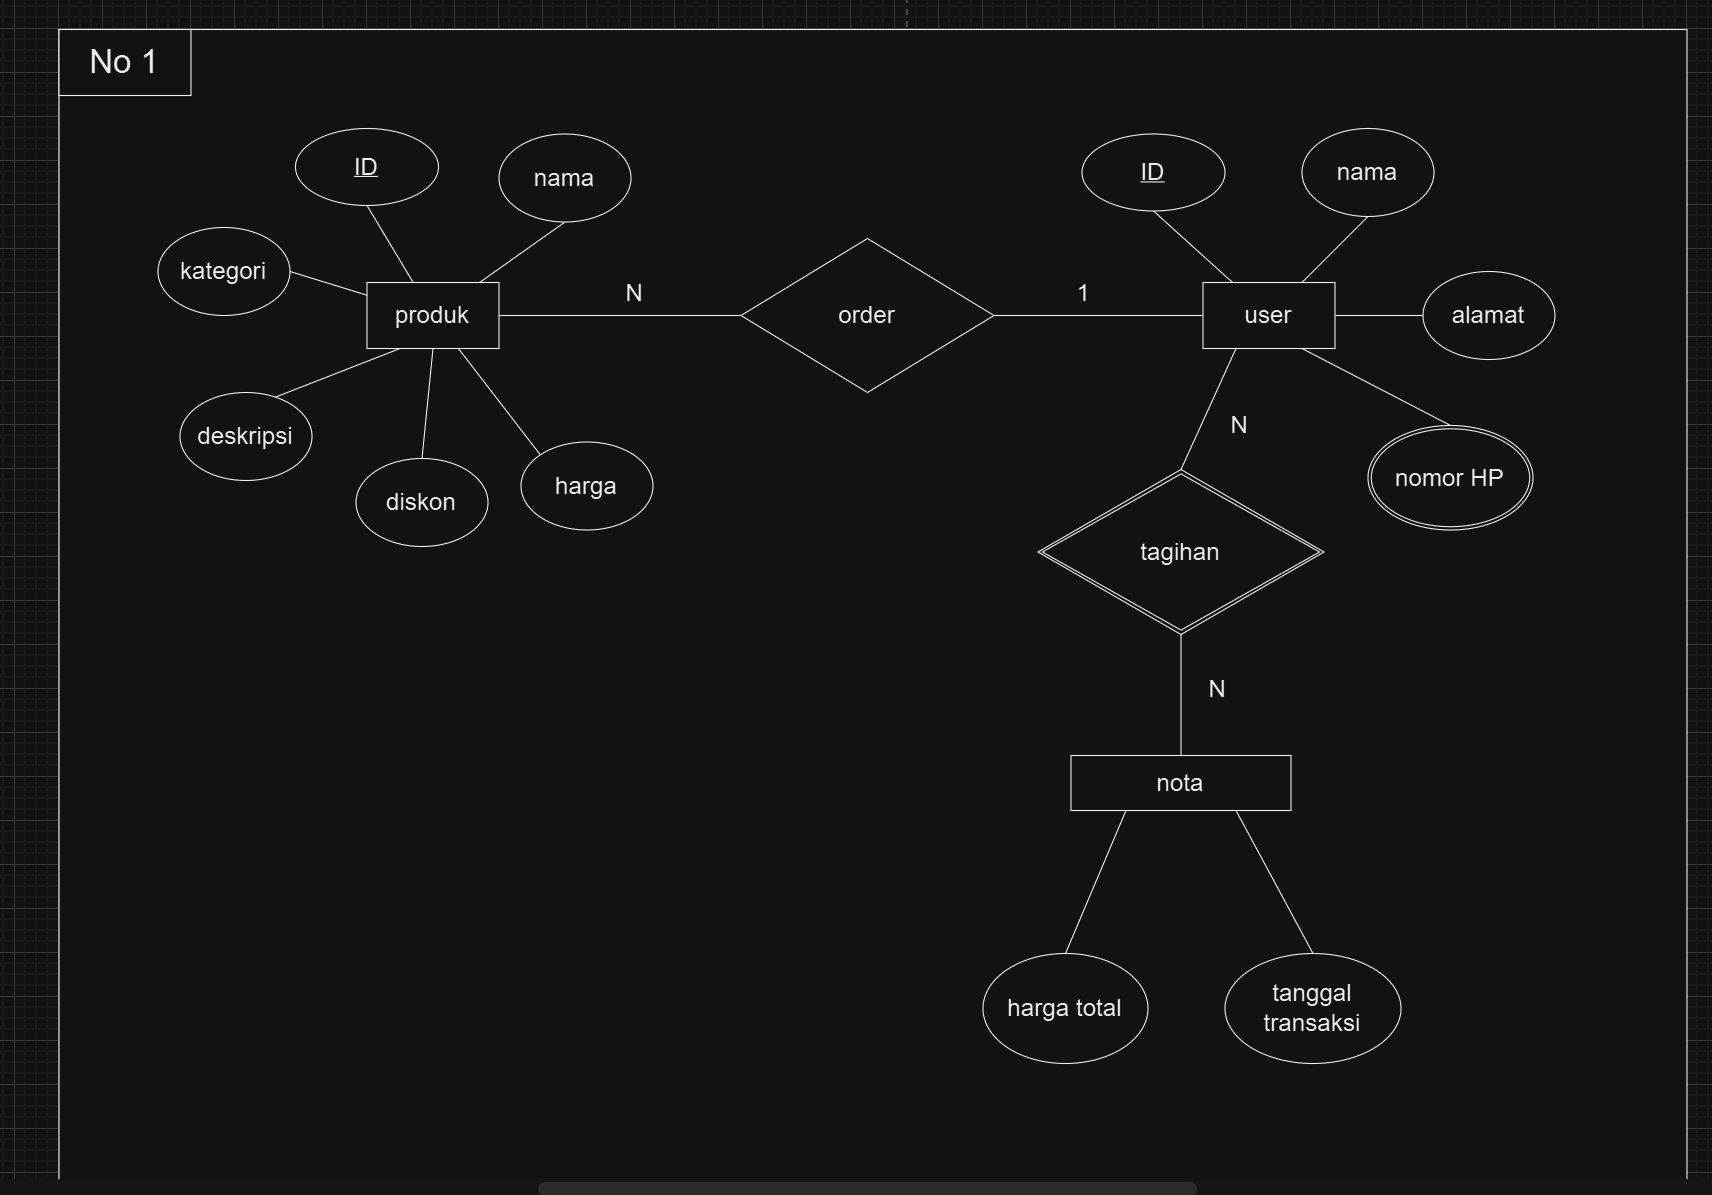 No 1
ID
nama
ID
nama
kategori
produk
N
order
1
user
alamat
deskripsi
diskon
harga
N
nomor HP
tagihan
N
nota
harga total
tanggal
transaksi